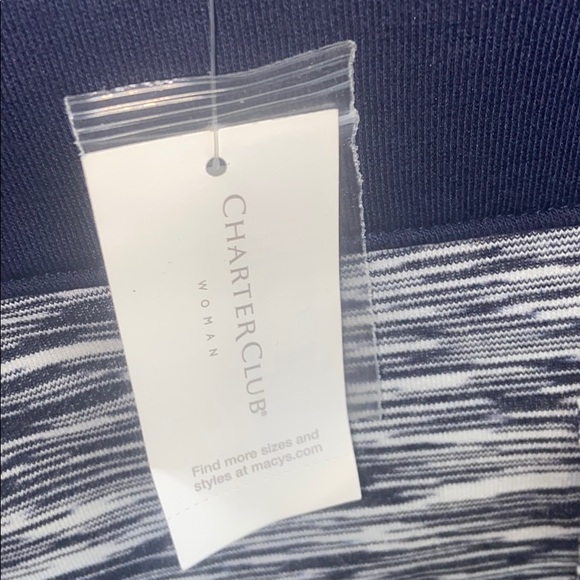 CHARTERCLUB®
WOMAN
Find more sizes and
styles at macys.com